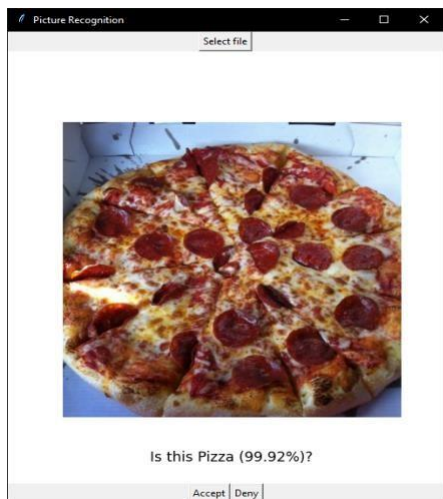 Picture Recognition
Select file
Is this Pizza (99.92%)?
Accept Deny